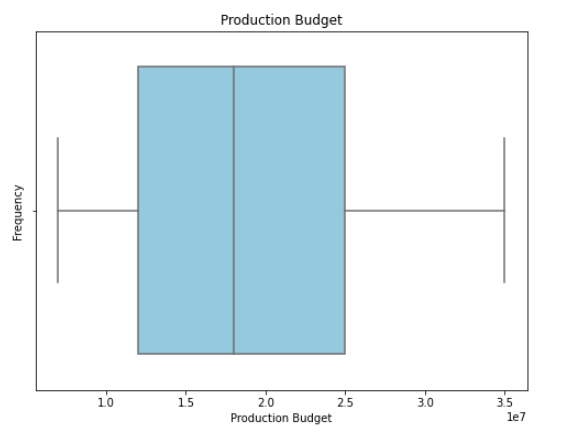 Production Budget
Frequency
1.0 1.5 2.0 2.5 3.0 3.5
1e7
Production Budget